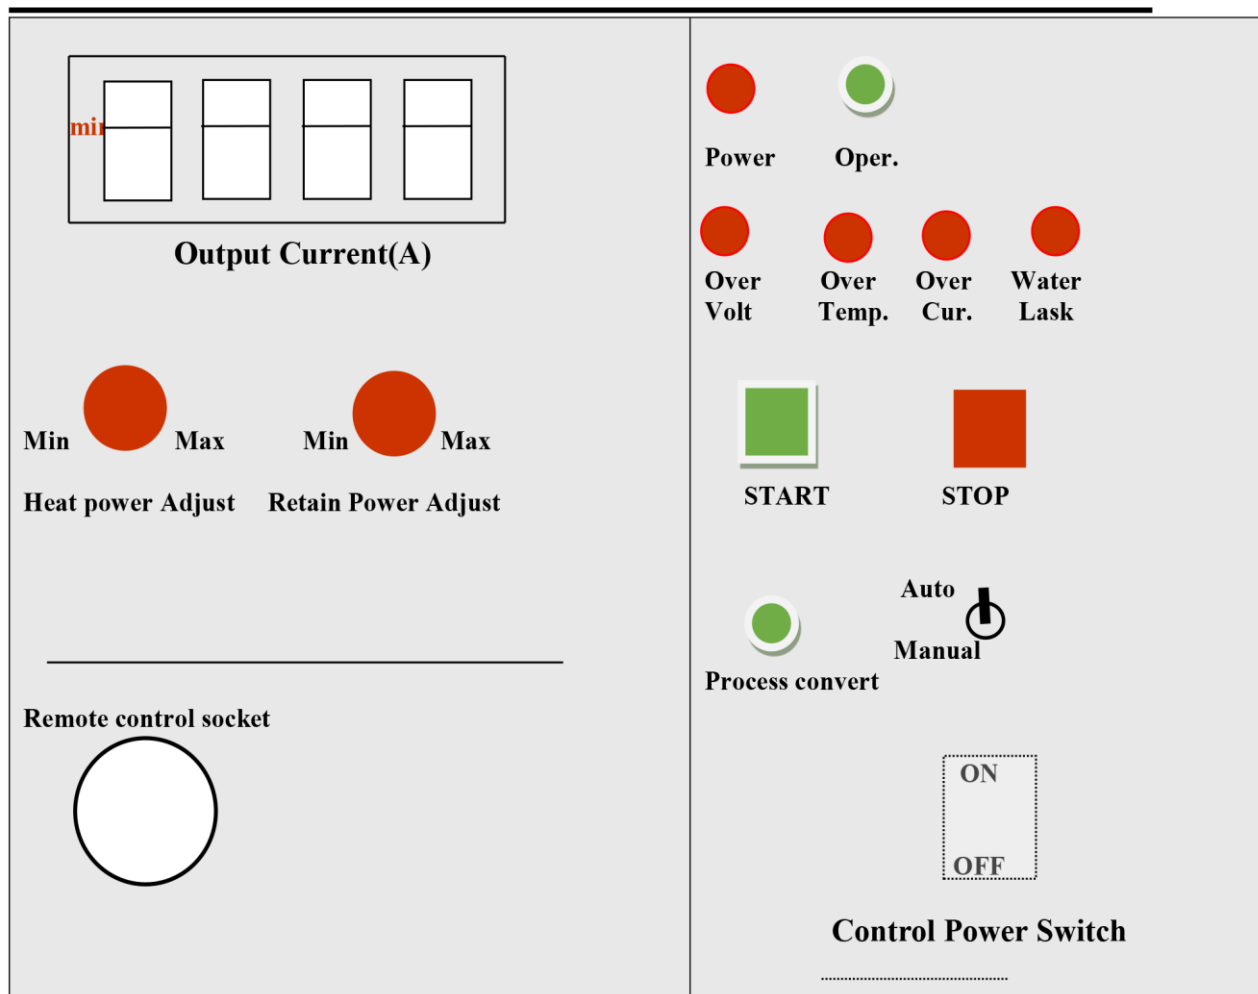 min
Output Current(A)
Min Max Min Max
Heat power Adjust Retain Power Adjust
Remote control socket
Power Oper.
Over Over Over Water
Volt Temp. Cur. Lask
START STOP
Auto
Manual
Process convert
ON
OFF
Control Power Switch